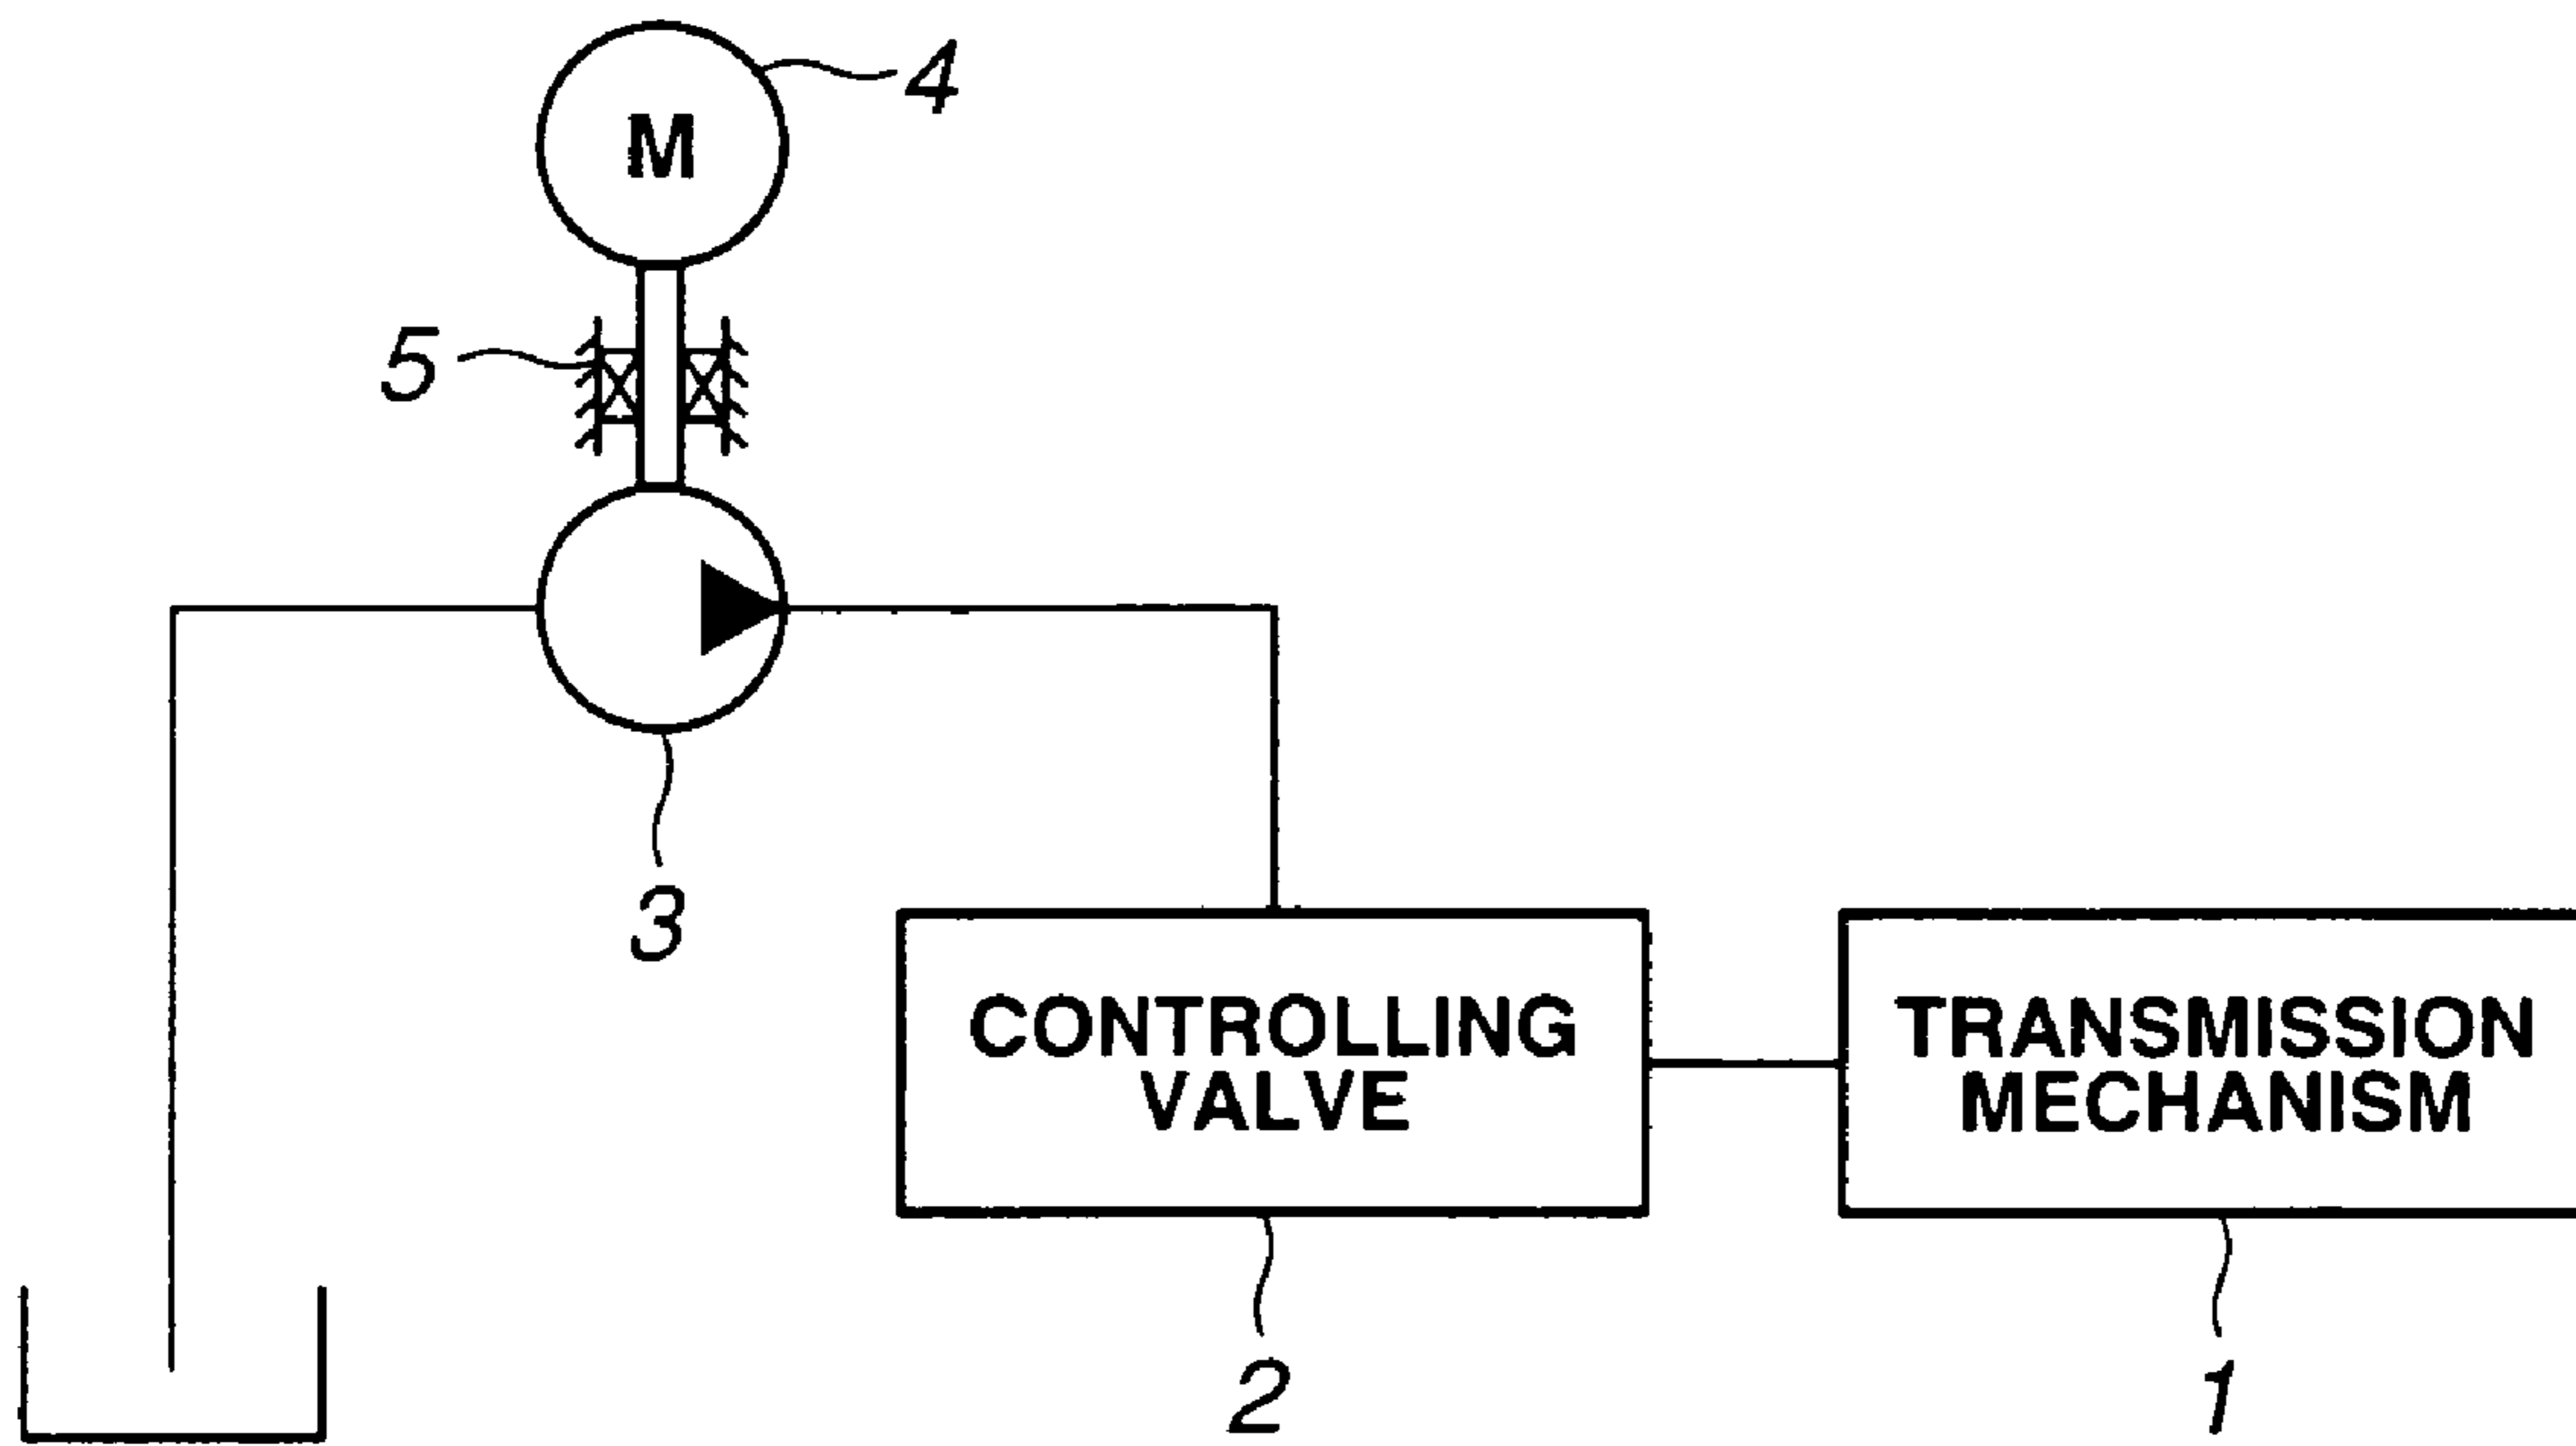 4
M
5
3
CONTROLLING
VALVE
TRANSMISSION
MECHANISM
2
1